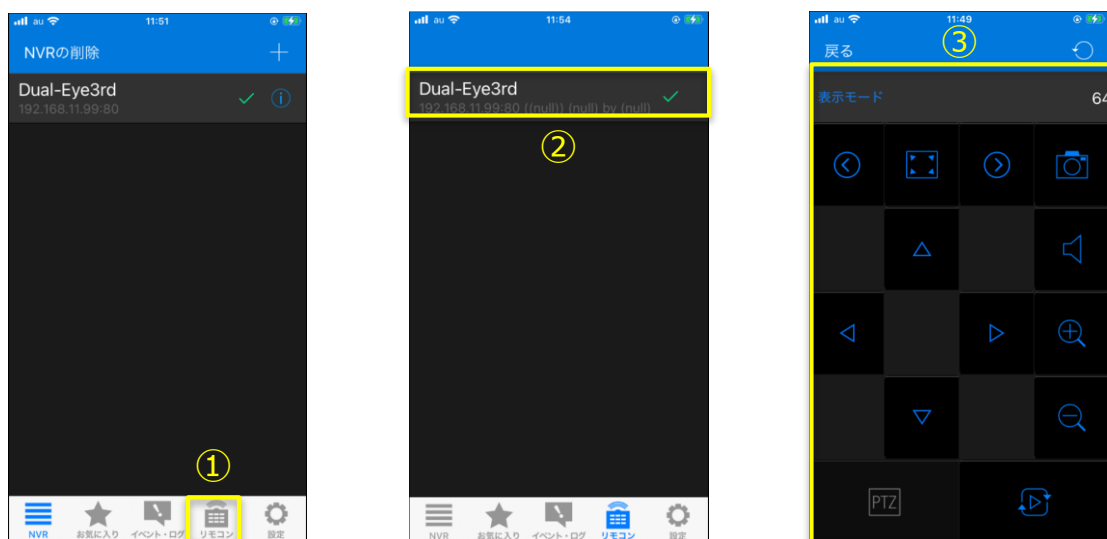 au 11:51
NVRの削除
Dual-Eye3rd
192.168.11.99:80
①
NVR お気に入り イベント・ログ リモコン 設定
au 11:54
Dual-Eye3rd
192.168.11.99:80 ((null)) (null) by (null)
②
NVR お気に入り イベント・ログ リモコン 設定
au 11:49
③
戻る
表示モード 64
PTZ